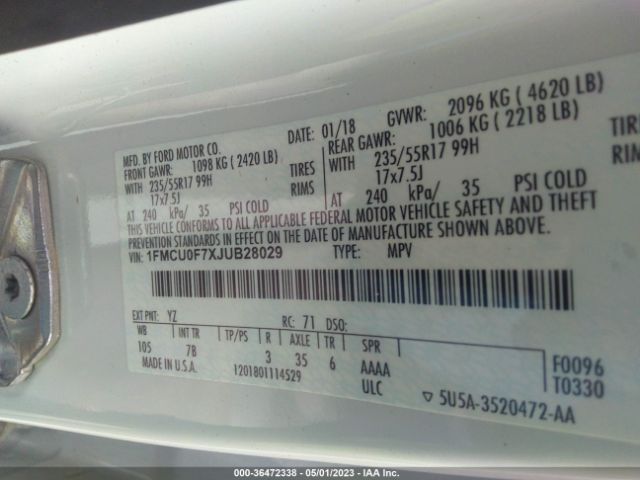 MFD. BY FORD MOTOR CO. DATE: 01/18 GVWR: 2096 KG ( 4620 LB)
FRONT GAWR: 1098 KG ( 2420 LB) REAR GAWR: 1006 KG ( 2218 LB)
WITH 235/55R17 99H TIRES WITH 235/55R17 99H TIRE
17x7.5J RIMS 17x7.5J RIM
AT 240 kPa/ 35 PSI COLD AT 240 kPa/ 35 PSI COLD
THIS VEHICLE CONFORMS TO ALL APPLICABLE FEDERAL MOTOR VEHICLE SAFETY AND THEFT
PREVENTION STANDARDS IN EFFECT ON THE DATE OF MANUFACTURE SHOWN ABOVE.
VIN: 1FMCU0F7XJUB28029 TYPE: MPV
EXT PNT: YZ RC: 71 DSO:
WB INT TR TP/PS R AXLE TR SPR
105 7B 3 35 6 AAAA F0096
MADE IN U.S.A. 1201801114529 ULC T0330
5U5A-3520472-AA
000-36472338 - 05/01/2023 - IAA Inc.